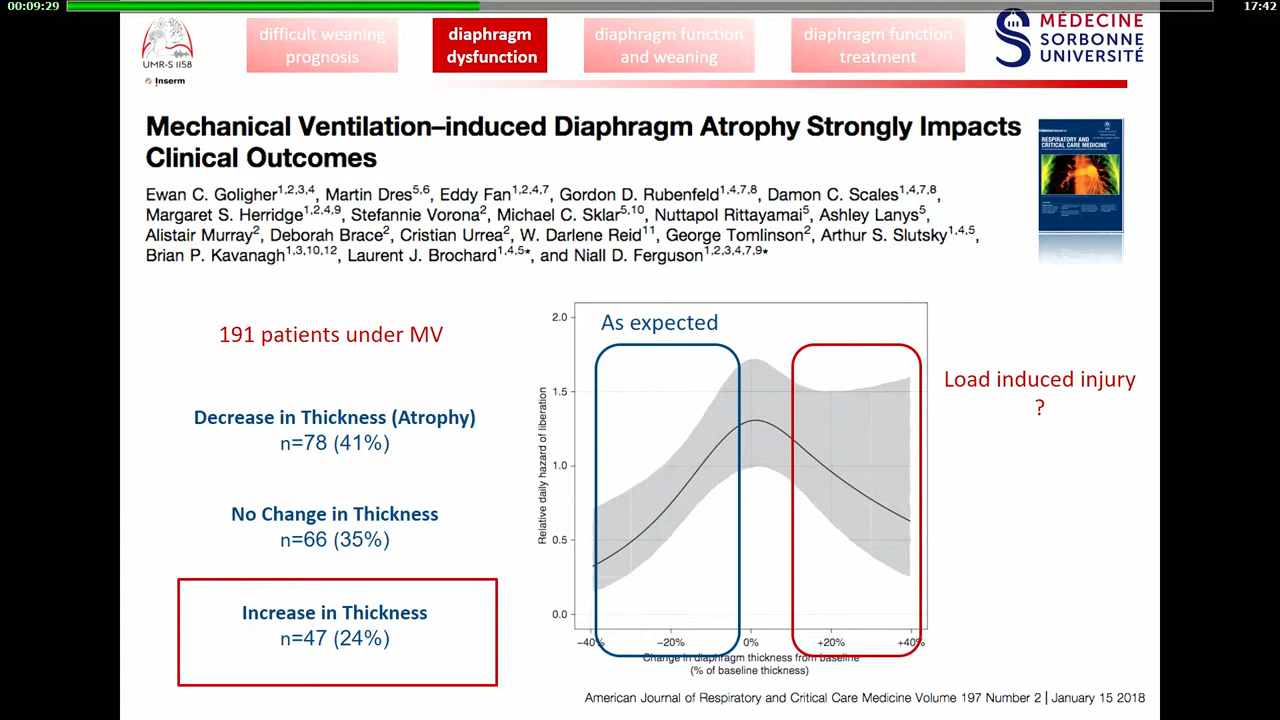 00:09:29
17:42
UMR-S 1158
Inserm
difficult weaning
prognosis
diaphragm
dysfunction
diaphragm function
and weaning
diaphragm function
treatment
MÉDECINE
SORBONNE
UNIVERSITÉ
Mechanical Ventilation–induced Diaphragm Atrophy Strongly Impacts
Clinical Outcomes
Ewan C. Goligher1,2,3,4, Martin Dres5,6, Eddy Fan1,2,4,7, Gordon D. Rubenfeld1,4,7,8, Damon C. Scales1,4,7,8,
Margaret S. Herridge1,2,4,9, Stefannie Vorona2, Michael C. Sklar5,10, Nuttapol Rittayamai5, Ashley Lanys5,
Alistair Murray2, Deborah Brace2, Cristian Urrea2, W. Darlene Reid11, George Tomlinson2, Arthur S. Slutsky1,4,5,
Brian P. Kavanagh1,3,10,12, Laurent J. Brochard1,4,5*, and Niall D. Ferguson1,2,3,4,7,9*
RESPIRATORY AND
CRITICAL CARE MEDICINE
191 patients under MV
Decrease in Thickness (Atrophy)
n=78 (41%)
No Change in Thickness
n=66 (35%)
Increase in Thickness
n=47 (24%)
As expected
Load induced injury
?
Relative daily hazard of liberation
2.0
1.5
1.0
0.5
0.0
−40% −20% 0% +20% +40%
Change in diaphragm thickness from baseline
(% of baseline thickness)
American Journal of Respiratory and Critical Care Medicine Volume 197 Number 2 | January 15 2018